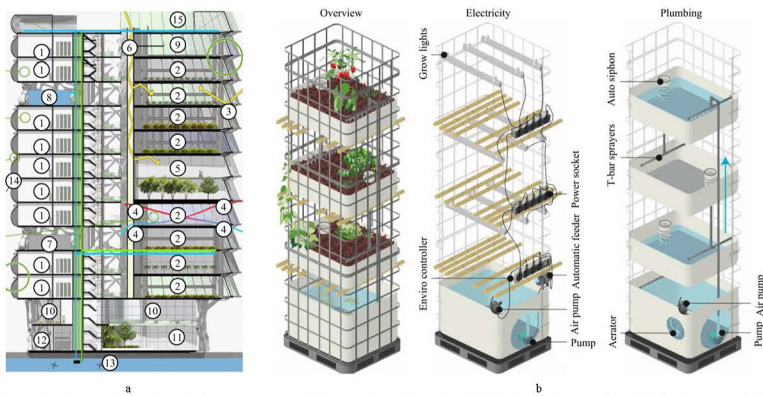 Overview
Electricity
Plumbing
15
1
6
9
1
2
8
2
3
1
2
1
2
1
5
14
1
1
4
2
4
4
4
7
2
1
2
1
2
10
10
12
11
13
Grow lights
Power socket
Automatic feeder
Enviro controller
Air pump
Pump
Auto siphon
T-bar sprayers
Air pump
Aerator
Pump
a
b